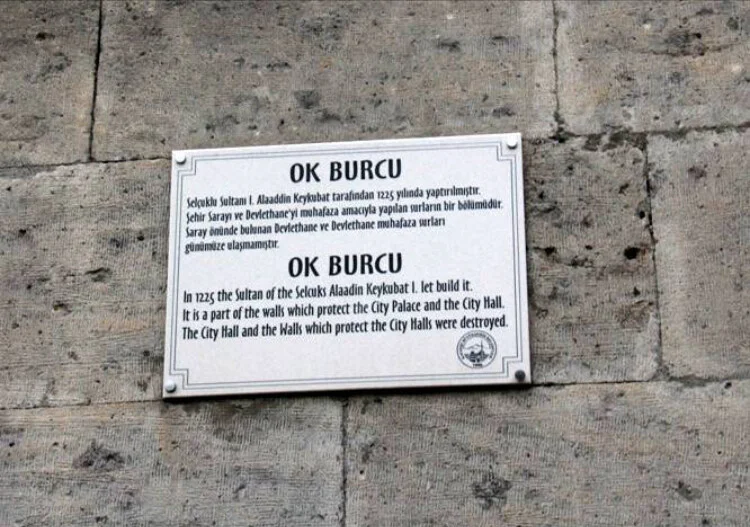 OK BURCU
Selçuklu Sultanı I. Alaaddin Keykubat tarafından 1225 yılında yaptırılmıştır.
Şehir Sarayı ve Devlethane'yi muhafaza amacıyla yapılan surların bir bölümüdür.
Saray önünde bulunan Devlethane ve Devlethane muhafaza surları
günümüze ulaşmamıştır.
OK BURCU
In 1225 the Sultan of the Selcuks Alaadin Keykubat I. let build it.
It is a part of the walls which protect the City Palace and the City Hall.
The City Hall and the Walls which protect the City Halls were destroyed.